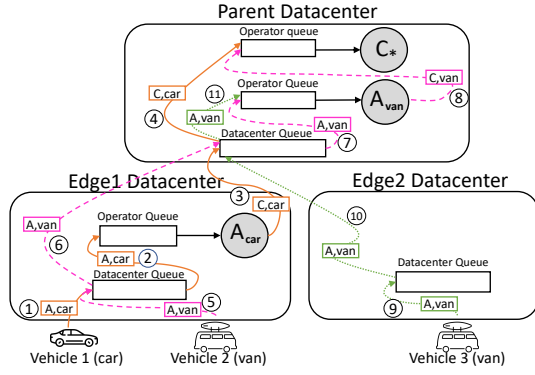 Parent Datacenter
Operator queue
C*
C,car
Operator queue
C,van
11
8
4
A,van
Avan
A,van
7
Datacenter Queue
Edge1 Datacenter
Edge2 Datacenter
3
C,car
A,van
Operator Queue
10
6
Acar
A,car
2
A,van
Datacenter Queue
Datacenter Queue
1
A,car
A,van
5
9
A,van
Vehicle 1 (car)
Vehicle 2 (van)
Vehicle 3 (van)